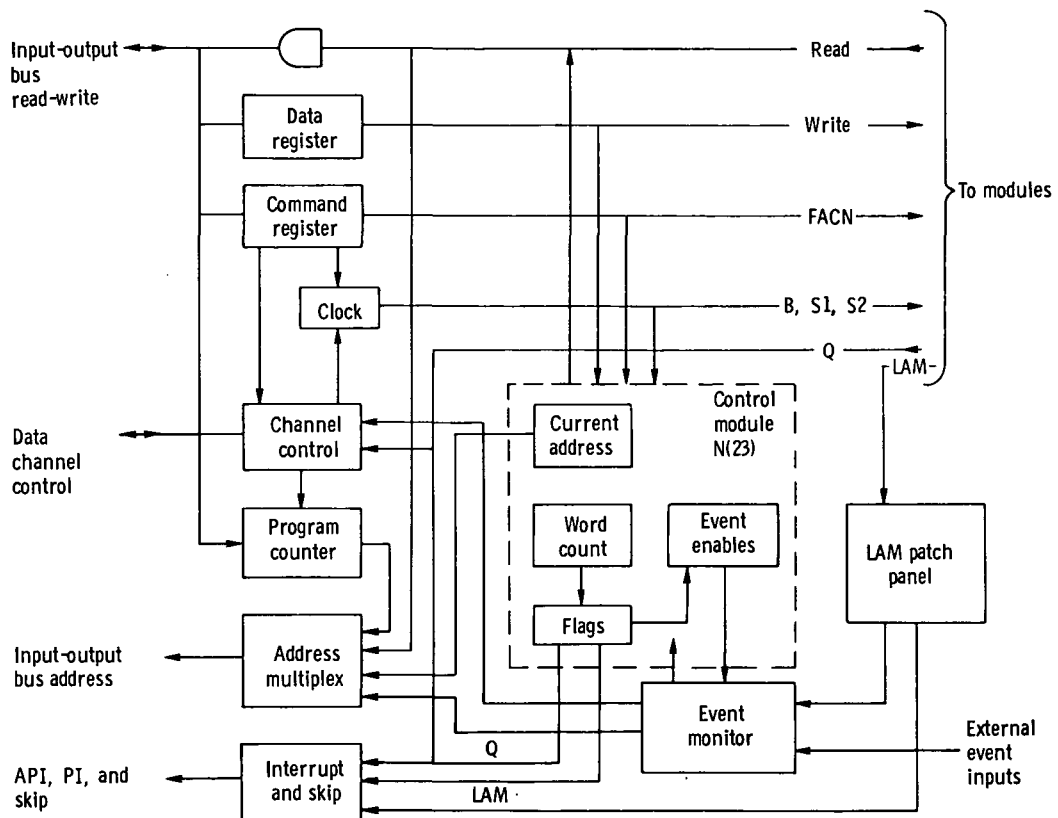 Input-output
bus
read-write
Read
Data
register
Write
To modules
Command
register
FACN
Clock
B, S1, S2
Q
LAM
Data
channel
control
Channel
control
Current
address
Control
module
N(23)
Program
counter
Word
count
Event
enables
LAM patch
panel
Flags
Input-output
bus address
Address
multiplex
Event
monitor
External
event
inputs
Q
API, PI, and
skip
Interrupt
and skip
LAM